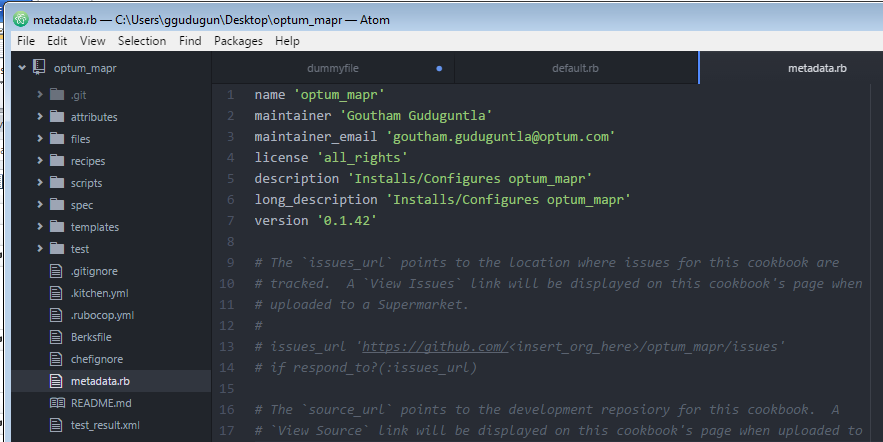 metadata.rb — C:\Users\ggudugun\Desktop\optum_mapr — Atom
File Edit View Selection Find Packages Help
optum_mapr
.git
attributes
files
recipes
scripts
spec
templates
test
.gitignore
.kitchen.yml
.rubocop.yml
Berksfile
chefignore
metadata.rb
README.md
test_result.xml
dummyfile default.rb metadata.rb
1 name 'optum_mapr'
2 maintainer 'Goutham Guduguntla'
3 maintainer_email 'goutham.guduguntla@optum.com'
4 license 'all_rights'
5 description 'Installs/Configures optum_mapr'
6 long_description 'Installs/Configures optum_mapr'
7 version '0.1.42'
8
9 # The `issues_url` points to the location where issues for this cookbook are
10 # tracked.  A `View Issues` link will be displayed on this cookbook's page when
11 # uploaded to a Supermarket.
12 #
13 # issues_url 'https://github.com/<insert_org_here>/optum_mapr/issues'
14 # if respond_to?(:issues_url)
15
16 # The `source_url` points to the development reposiory for this cookbook.  A
17 # `View Source` link will be displayed on this cookbook's page when uploaded to